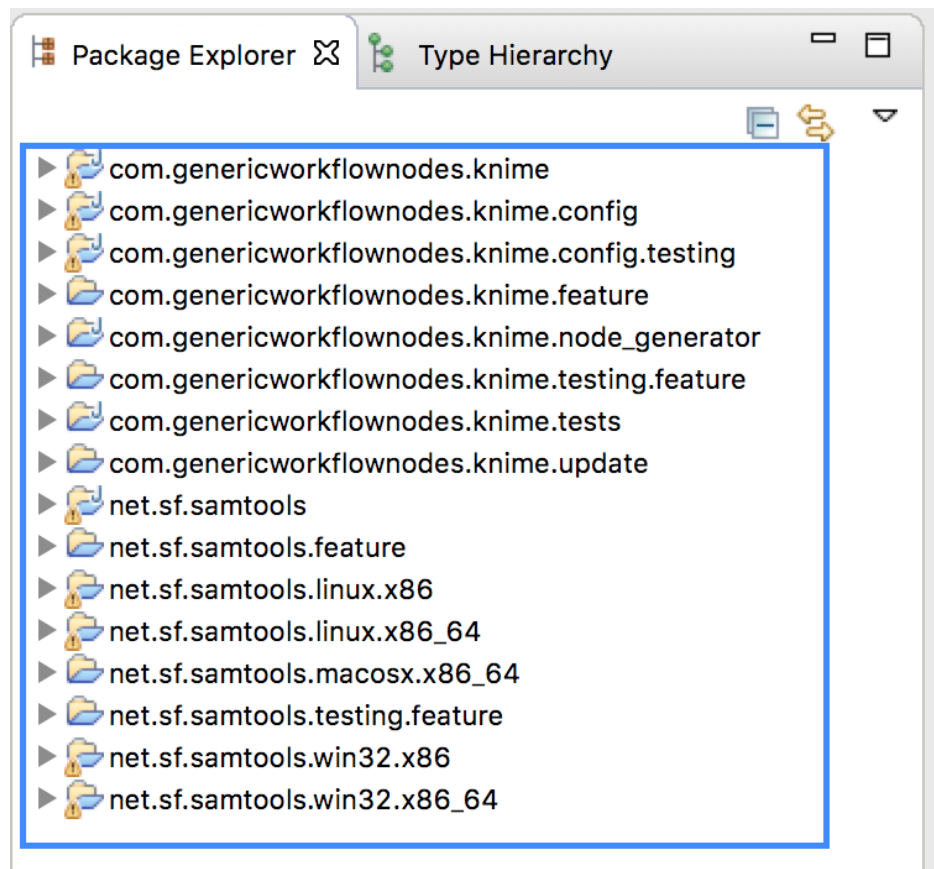 Package Explorer Type Hierarchy
com.genericworkflownodes.knime
com.genericworkflownodes.knime.config
com.genericworkflownodes.knime.config.testing
com.genericworkflownodes.knime.feature
com.genericworkflownodes.knime.node_generator
com.genericworkflownodes.knime.testing.feature
com.genericworkflownodes.knime.tests
com.genericworkflownodes.knime.update
net.sf.samtools
net.sf.samtools.feature
net.sf.samtools.linux.x86
net.sf.samtools.linux.x86_64
net.sf.samtools.macosx.x86_64
net.sf.samtools.testing.feature
net.sf.samtools.win32.x86
net.sf.samtools.win32.x86_64